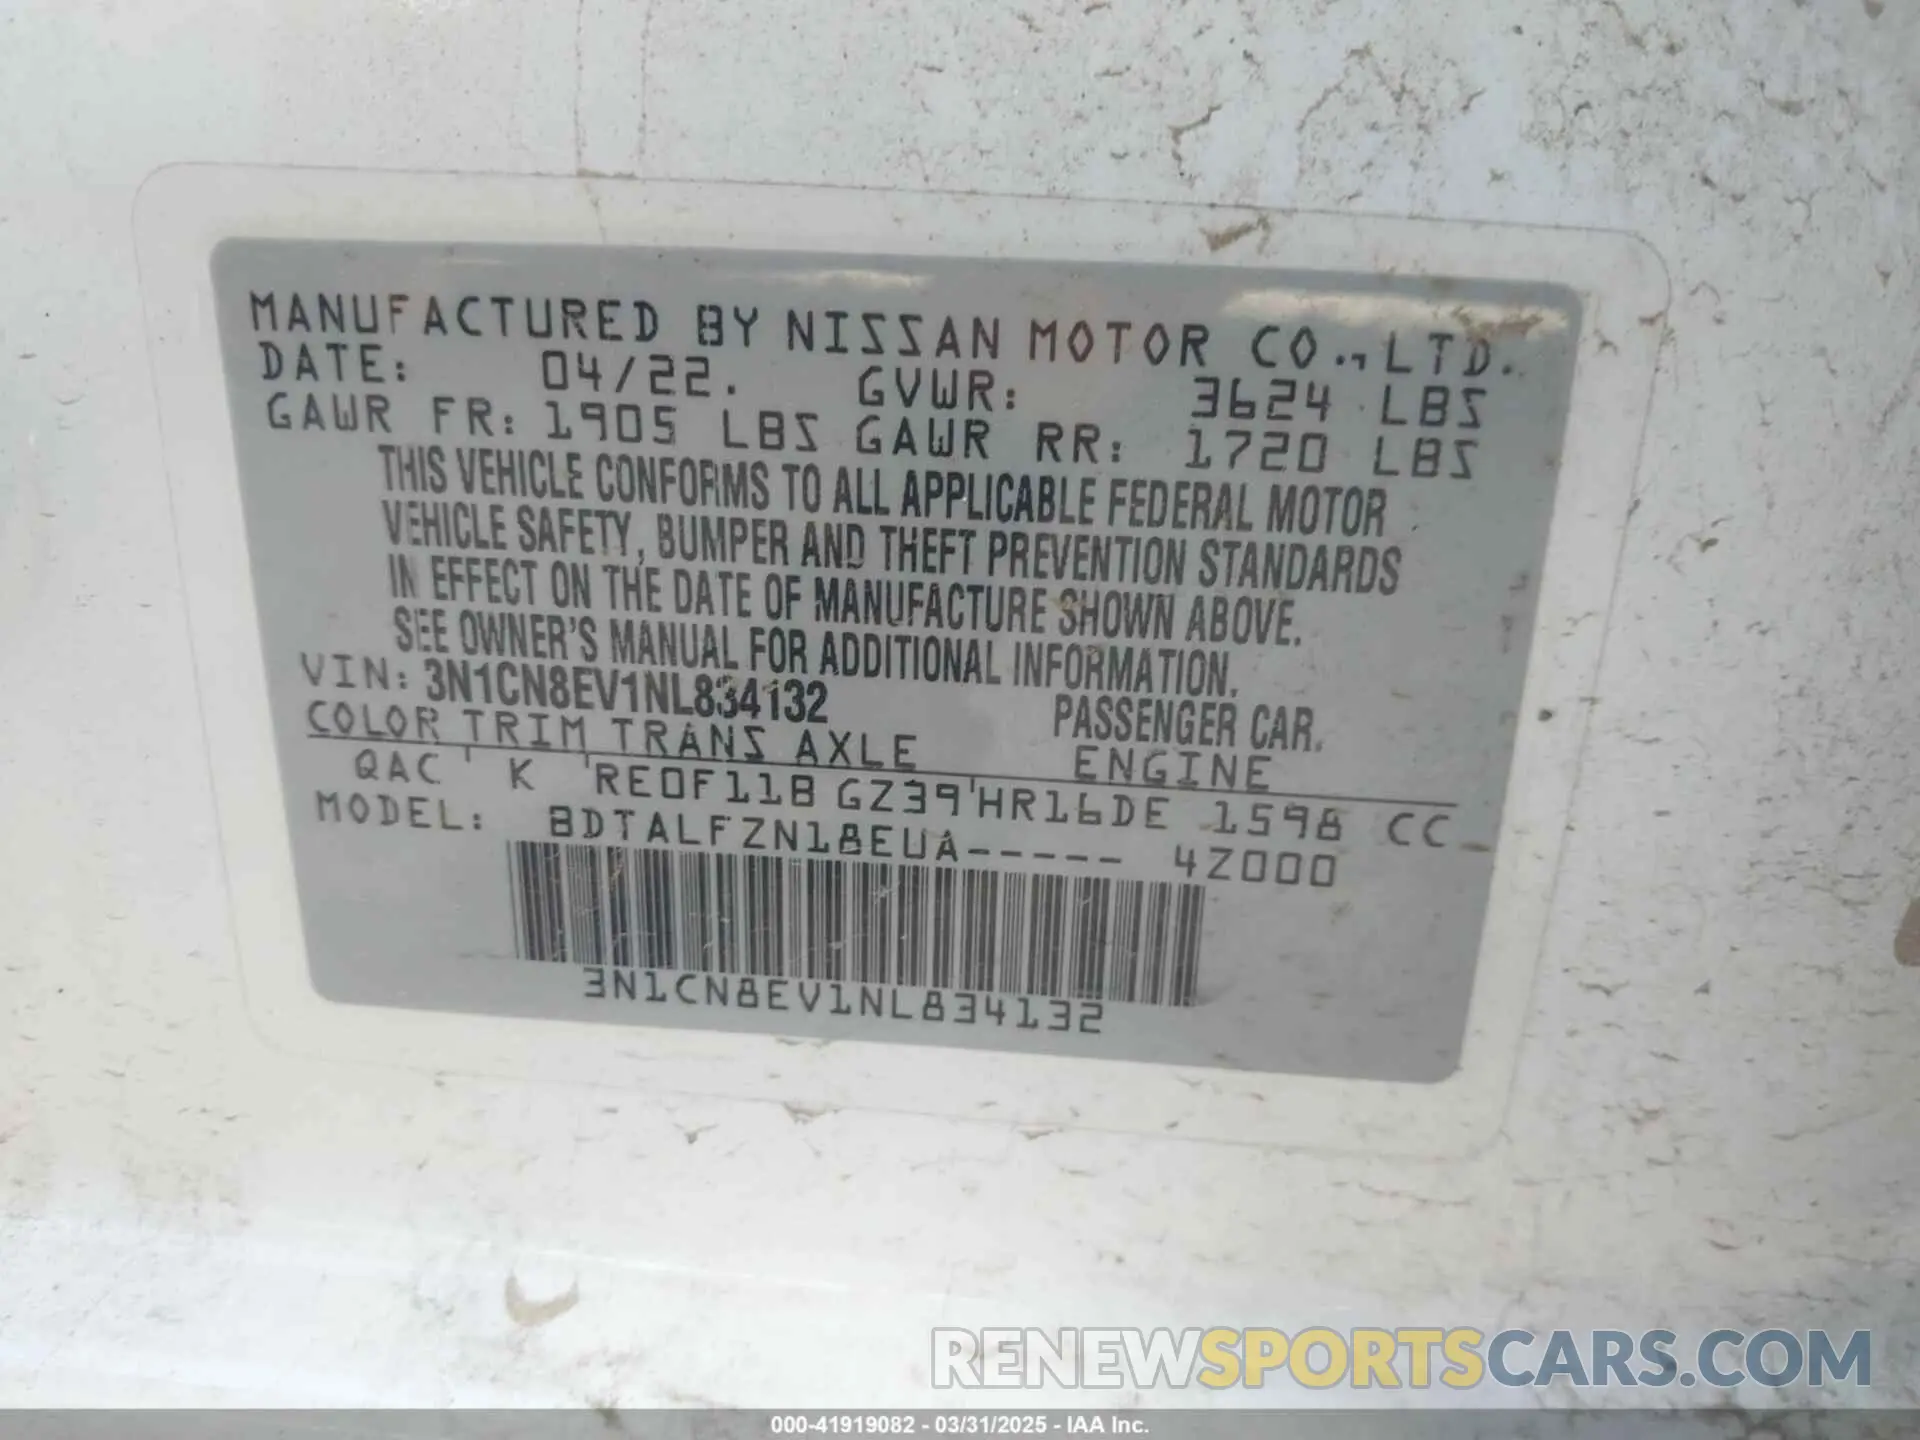 MANUFACTURED BY NISSAN MOTOR CO., LTD.
DATE: 04/22. GVWR: 3624 LBS
GAWR FR: 1905 LBS GAWR RR: 1720 LBS
THIS VEHICLE CONFORMS TO ALL APPLICABLE FEDERAL MOTOR
VEHICLE SAFETY, BUMPER AND THEFT PREVENTION STANDARDS
IN EFFECT ON THE DATE OF MANUFACTURE SHOWN ABOVE.
SEE OWNER'S MANUAL FOR ADDITIONAL INFORMATION.
VIN: 3N1CN8EV1NL834132 PASSENGER CAR.
COLOR TRIM TRANS AXLE ENGINE
QAC K RE0F11B GZ39 HR16DE 1598 CC
MODEL: BDTALFZN18EUA----- 4Z000
3N1CN8EV1NL834132
RENEWSPORTSCARS.COM
000-41919082 - 03/31/2025 - IAA Inc.